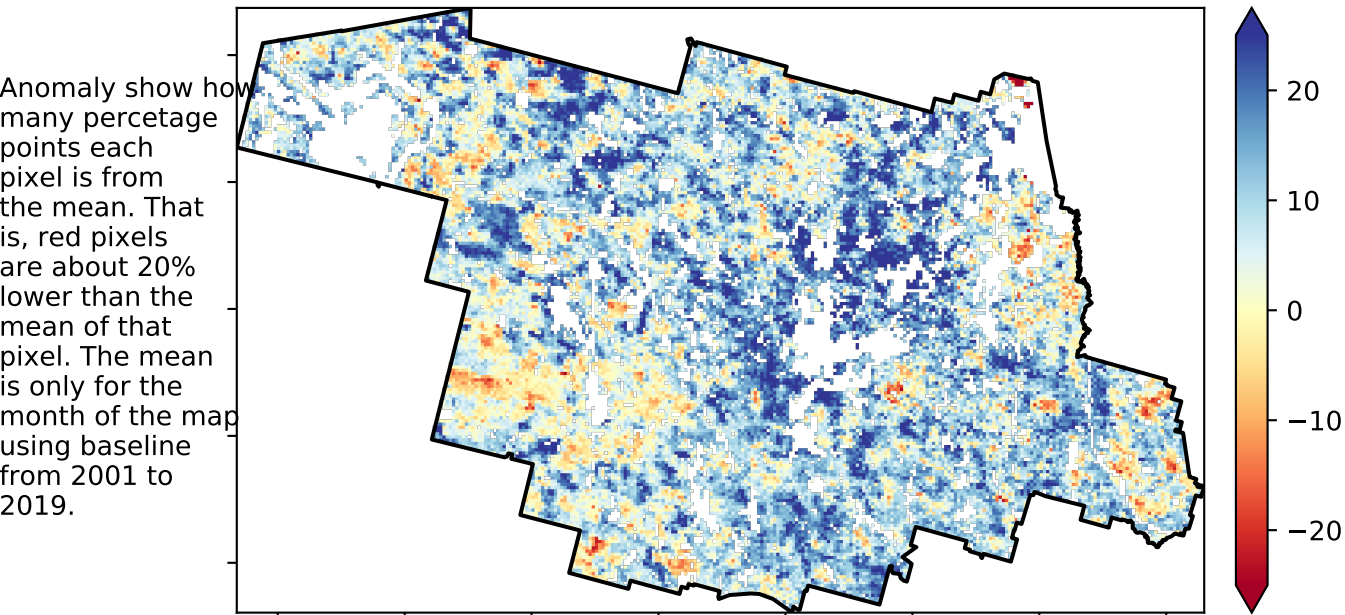 Anomaly show how
many percetage
points each
pixel is from
the mean. That
is, red pixels
are about 20%
lower than the
mean of that
pixel. The mean
is only for the
month of the map
using baseline
from 2001 to
2019.
20
10
0
−10
−20